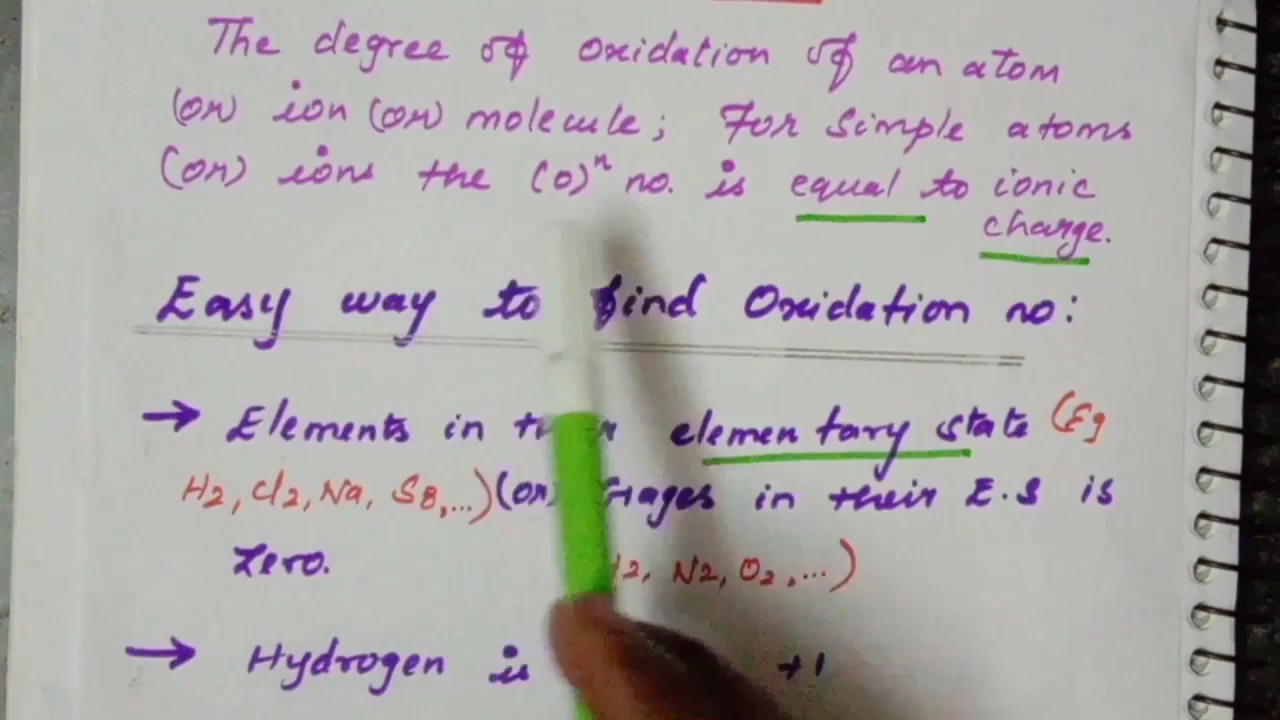 The degree of oxidation of an atom
(or) ion (or) molecule; For simple atoms
(or) ions the (O)ⁿ no. is equal to ionic
charge.
Easy way to find Oxidation no:
→ Elements in their elementary state (Eg
H2, Cl2, Na, S8,...) (or) in their E.S is
Zero. N2, O2,...)
→ Hydrogen is +1